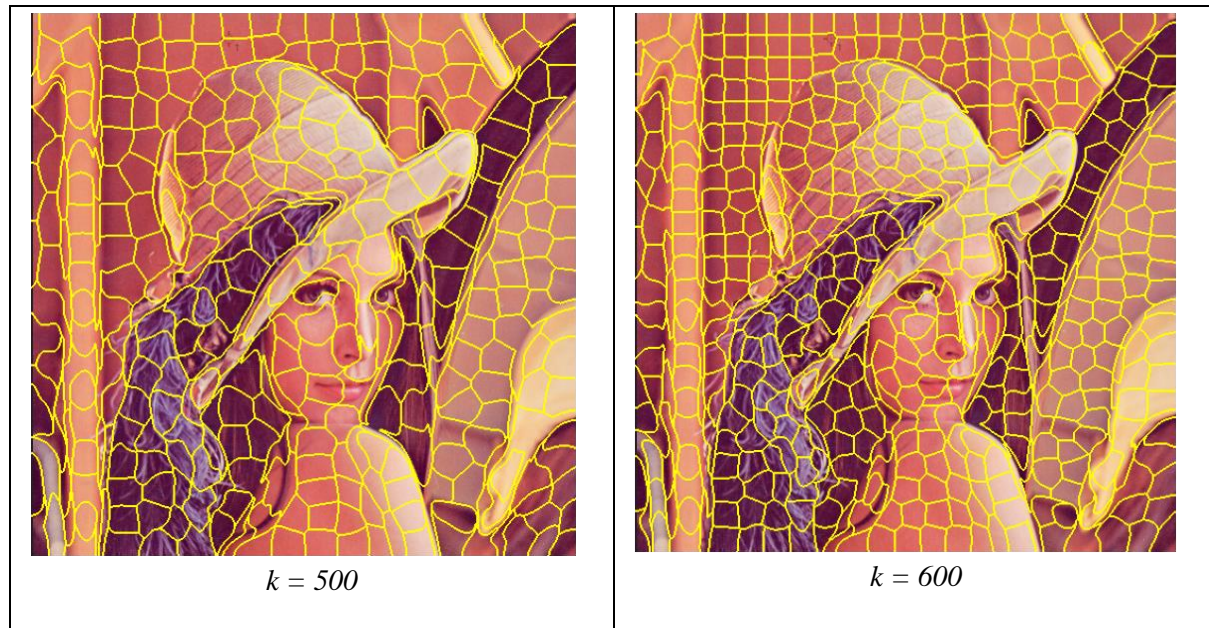 k = 500
k = 600